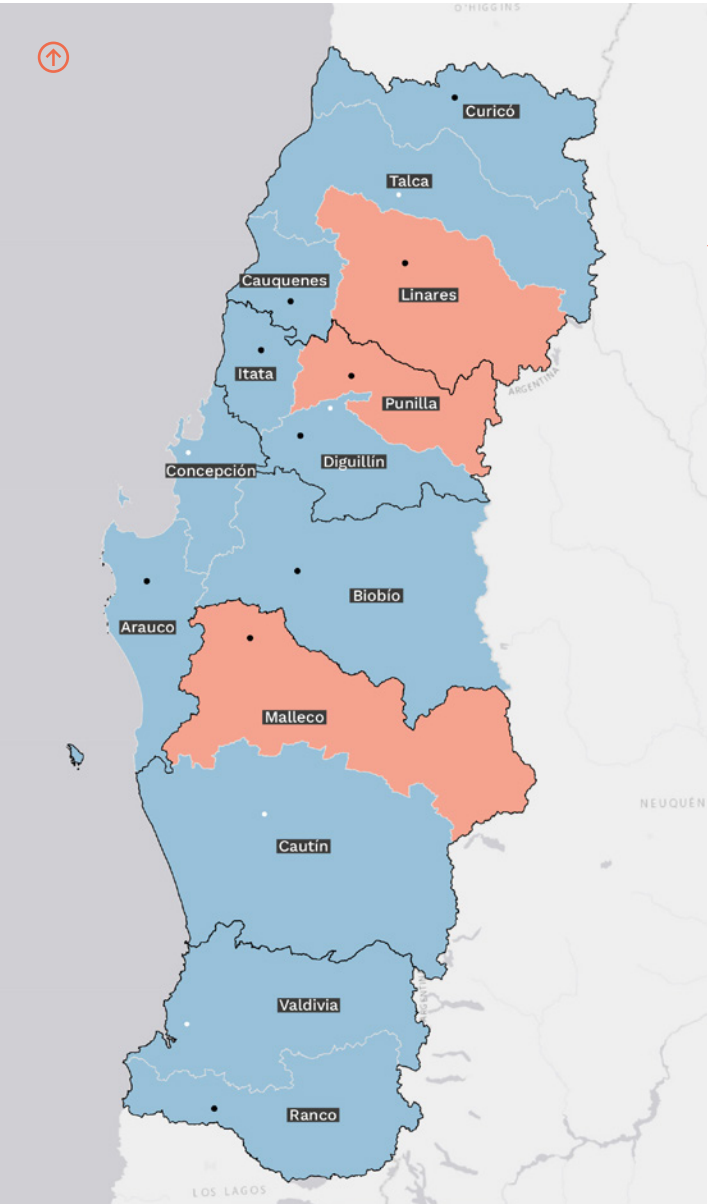 O'HIGGINS
Curicó
Talca
Cauquenes
Linares
ARGENTINA
Itata
Punilla
Diguillín
Concepción
Biobío
Arauco
Malleco
NEUQUÉN
Cautín
ARGENTINA
Valdivia
Ranco
LOS LAGOS